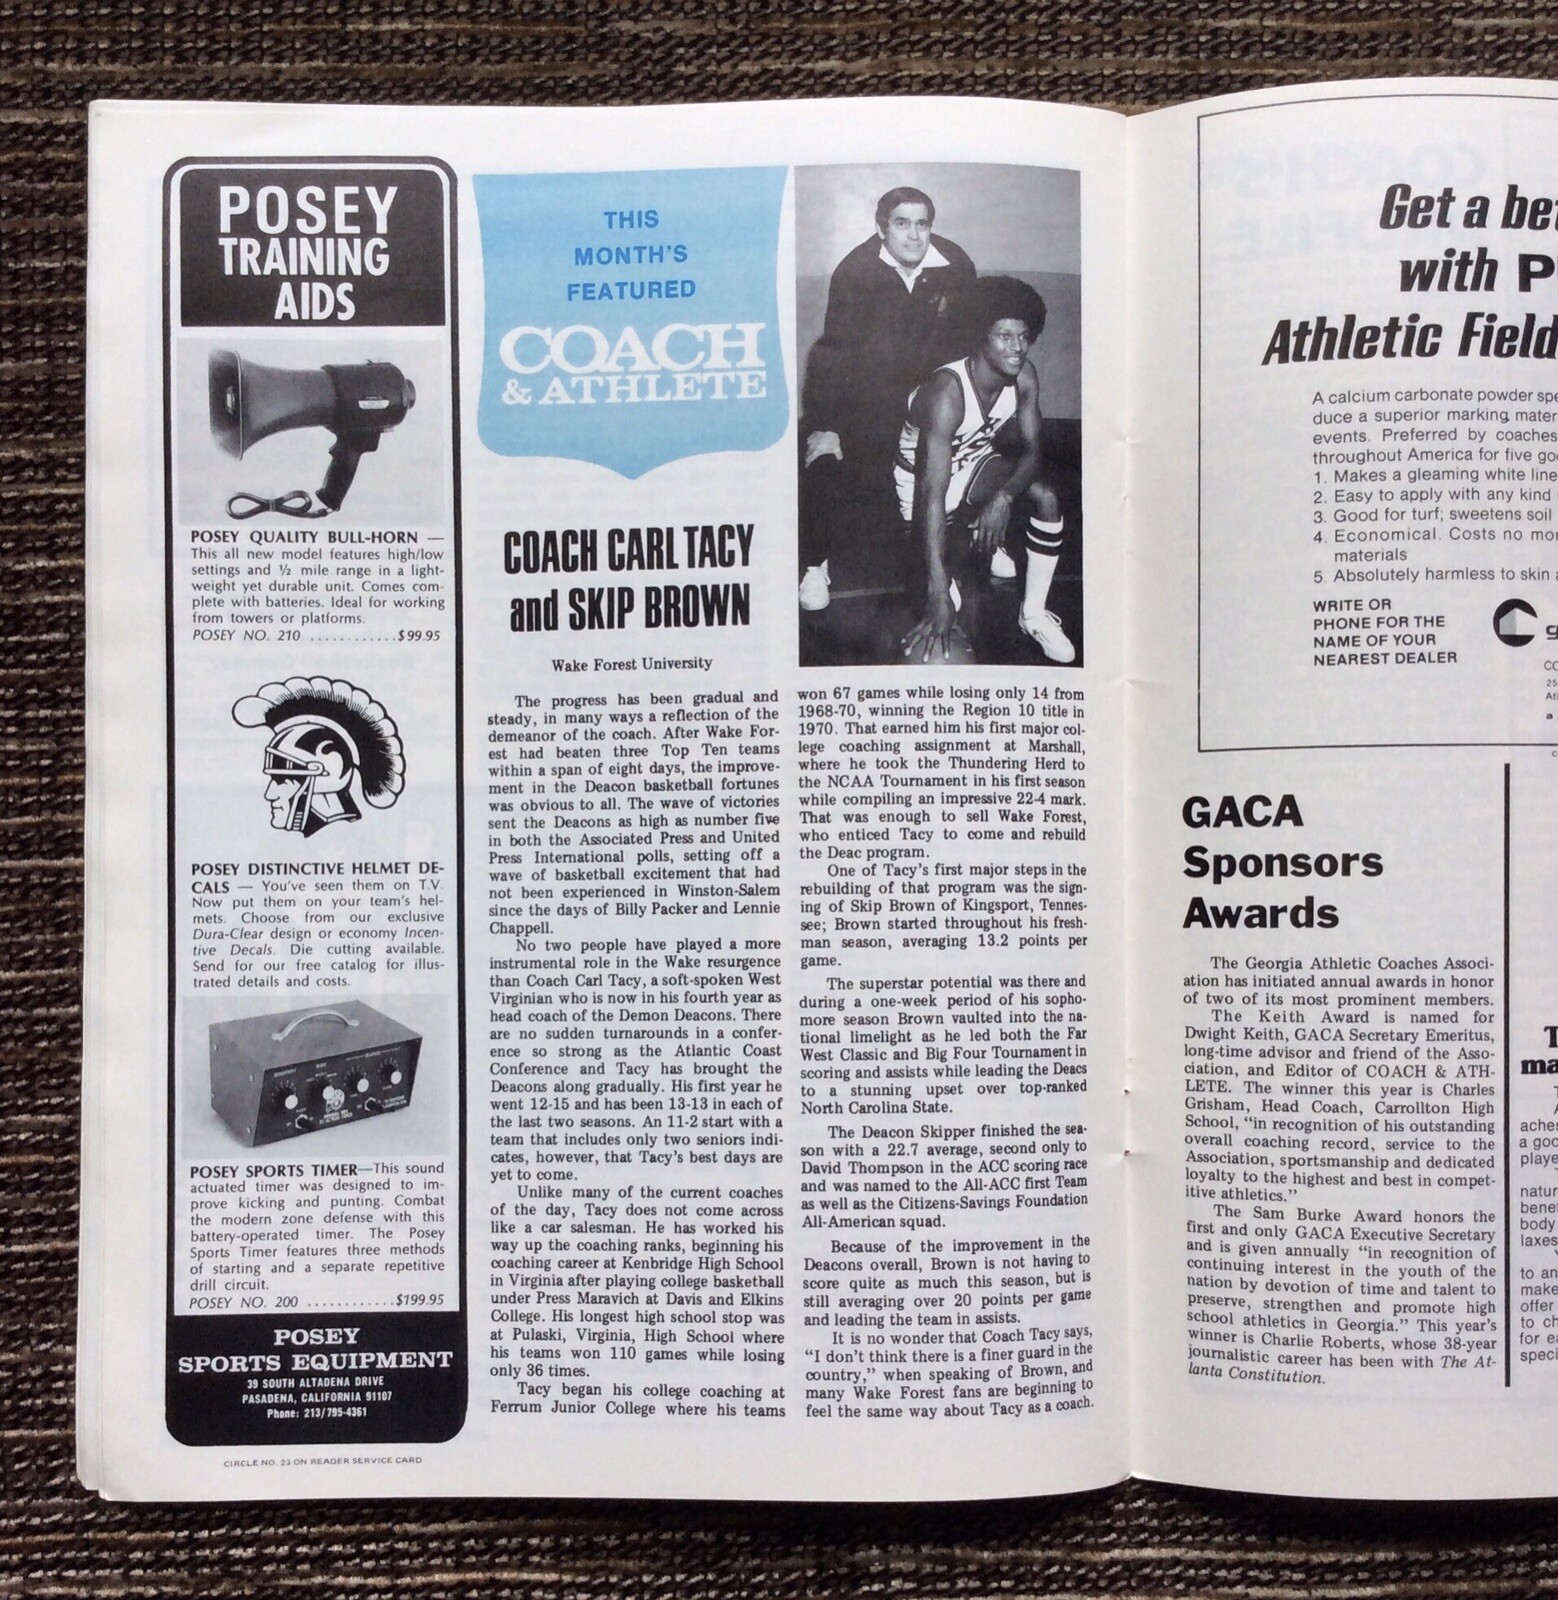 POSEY
TRAINING
AIDS
POSEY QUALITY BULL-HORN —
This all new model features high/low
settings and ½ mile range in a light-
weight yet durable unit. Comes com-
plete with batteries. Ideal for working
from towers or platforms.
POSEY NO. 210 ............$99.95
POSEY DISTINCTIVE HELMET DE-
CALS — You've seen them on T.V.
Now put them on your team's hel-
mets. Choose from our exclusive
Dura-Clear design or economy Incen-
tive Decals. Die cutting available.
Send for our free catalog for illus-
trated details and costs.
POSEY SPORTS TIMER—This sound
actuated timer was designed to im-
prove kicking and punting. Combat
the modern zone defense with this
battery-operated timer. The Posey
Sports Timer features three methods
of starting and a separate repetitive
drill circuit.
POSEY NO. 200 ............$199.95
POSEY
SPORTS EQUIPMENT
39 SOUTH ALTADENA DRIVE
PASADENA, CALIFORNIA 91107
Phone: 213/795-4361
CIRCLE NO. 23 ON READER SERVICE CARD
THIS
MONTH'S
FEATURED
COACH
& ATHLETE
COACH CARL TACY
and SKIP BROWN
Wake Forest University
The progress has been gradual and
steady, in many ways a reflection of the
demeanor of the coach. After Wake For-
est had beaten three Top Ten teams
within a span of eight days, the improve-
ment in the Deacon basketball fortunes
was obvious to all. The wave of victories
sent the Deacons as high as number five
in both the Associated Press and United
Press International polls, setting off a
wave of basketball excitement that had
not been experienced in Winston-Salem
since the days of Billy Packer and Lennie
Chappell.
No two people have played a more
instrumental role in the Wake resurgence
than Coach Carl Tacy, a soft-spoken West
Virginian who is now in his fourth year as
head coach of the Demon Deacons. There
are no sudden turnarounds in a confer-
ence so strong as the Atlantic Coast
Conference and Tacy has brought the
Deacons along gradually. His first year he
went 12-15 and has been 13-13 in each of
the last two seasons. An 11-2 start with a
team that includes only two seniors indi-
cates, however, that Tacy's best days are
yet to come.
Unlike many of the current coaches
of the day, Tacy does not come across
like a car salesman. He has worked his
way up the coaching ranks, beginning his
coaching career at Kenbridge High School
in Virginia after playing college basketball
under Press Maravich at Davis and Elkins
College. His longest high school stop was
at Pulaski, Virginia, High School where
his teams won 110 games while losing
only 36 times.
Tacy began his college coaching at
Ferrum Junior College where his teams
won 67 games while losing only 14 from
1968-70, winning the Region 10 title in
1970. That earned him his first major col-
lege coaching assignment at Marshall,
where he took the Thundering Herd to
the NCAA Tournament in his first season
while compiling an impressive 22-4 mark.
That was enough to sell Wake Forest,
who enticed Tacy to come and rebuild
the Deac program.
One of Tacy's first major steps in the
rebuilding of that program was the sign-
ing of Skip Brown of Kingsport, Tennes-
see; Brown started throughout his fresh-
man season, averaging 13.2 points per
game.
The superstar potential was there and
during a one-week period of his sopho-
more season Brown vaulted into the na-
tional limelight as he led both the Far
West Classic and Big Four Tournament in
scoring and assists while leading the Deacs
to a stunning upset over top-ranked
North Carolina State.
The Deacon Skipper finished the sea-
son with a 22.7 average, second only to
David Thompson in the ACC scoring race
and was named to the All-ACC first Team
as well as the Citizens-Savings Foundation
All-American squad.
Because of the improvement in the
Deacons overall, Brown is not having to
score quite as much this season, but is
still averaging over 20 points per game
and leading the team in assists.
It is no wonder that Coach Tacy says,
"I don't think there is a finer guard in the
country," when speaking of Brown, and
many Wake Forest fans are beginning to
feel the same way about Tacy as a coach.
Get a be
with P
Athletic Field
A calcium carbonate powder spe
duce a superior marking mater
events. Preferred by coaches
throughout America for five go
1. Makes a gleaming white line
2. Easy to apply with any kind
3. Good for turf; sweetens soil
4. Economical. Costs no mo
materials
5. Absolutely harmless to skin a
WRITE OR
PHONE FOR THE
NAME OF YOUR
NEAREST DEALER
GACA
Sponsors
Awards
The Georgia Athletic Coaches Associ-
ation has initiated annual awards in honor
of two of its most prominent members.
The Keith Award is named for
Dwight Keith, GACA Secretary Emeritus,
long-time advisor and friend of the Asso-
ciation, and Editor of COACH & ATH-
LETE. The winner this year is Charles
Grisham, Head Coach, Carrollton High
School, "in recognition of his outstanding
overall coaching record, service to the
Association, sportsmanship and dedicated
loyalty to the highest and best in compet-
itive athletics."
The Sam Burke Award honors the
first and only GACA Executive Secretary
and is given annually "in recognition of
continuing interest in the youth of the
nation by devotion of time and talent to
preserve, strengthen and promote high
school athletics in Georgia." This year's
winner is Charlie Roberts, whose 38-year
journalistic career has been with The At-
lanta Constitution.
T
ma
aches
a goo
playe
natur
benef
body
laxes
to an
make
offer
to ch
for ea
speci